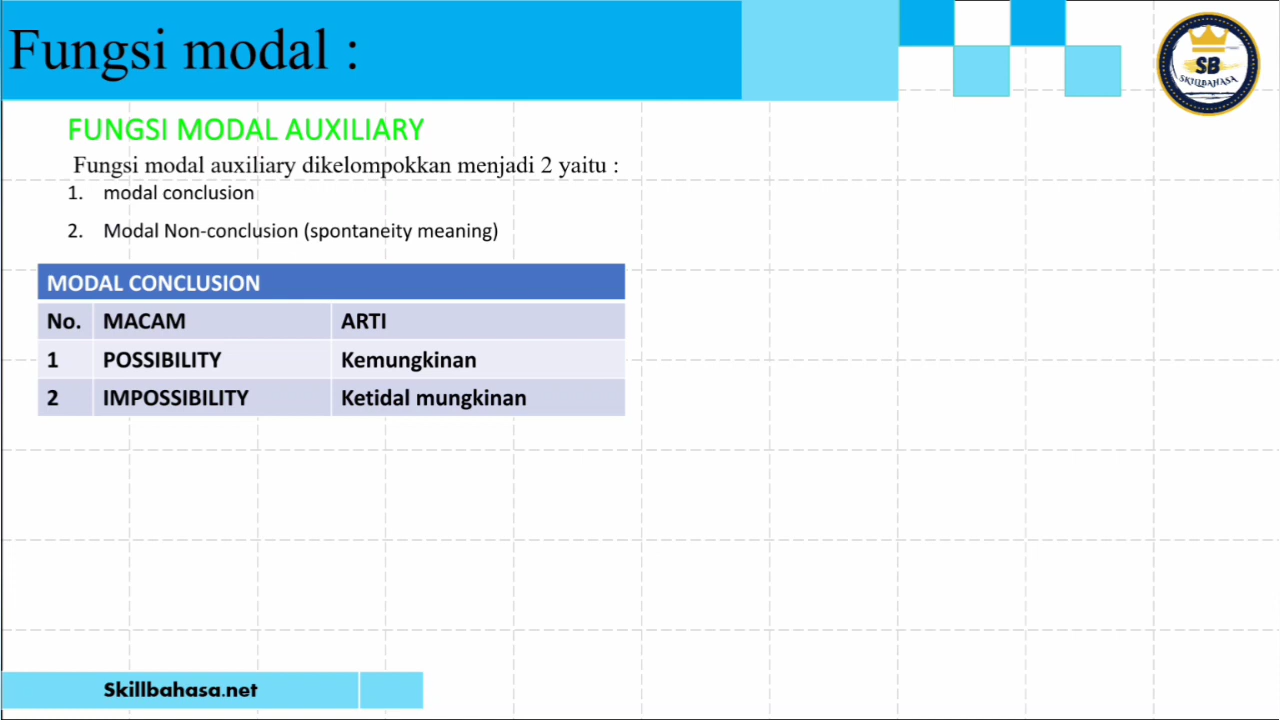 Fungsi modal :
SB
SKILLBAHASA
FUNGSI MODAL AUXILIARY
Fungsi modal auxiliary dikelompokkan menjadi 2 yaitu :
1. modal conclusion
2. Modal Non-conclusion (spontaneity meaning)
MODAL CONCLUSION
No. MACAM ARTI
1 POSSIBILITY Kemungkinan
2 IMPOSSIBILITY Ketidal mungkinan
Skillbahasa.net